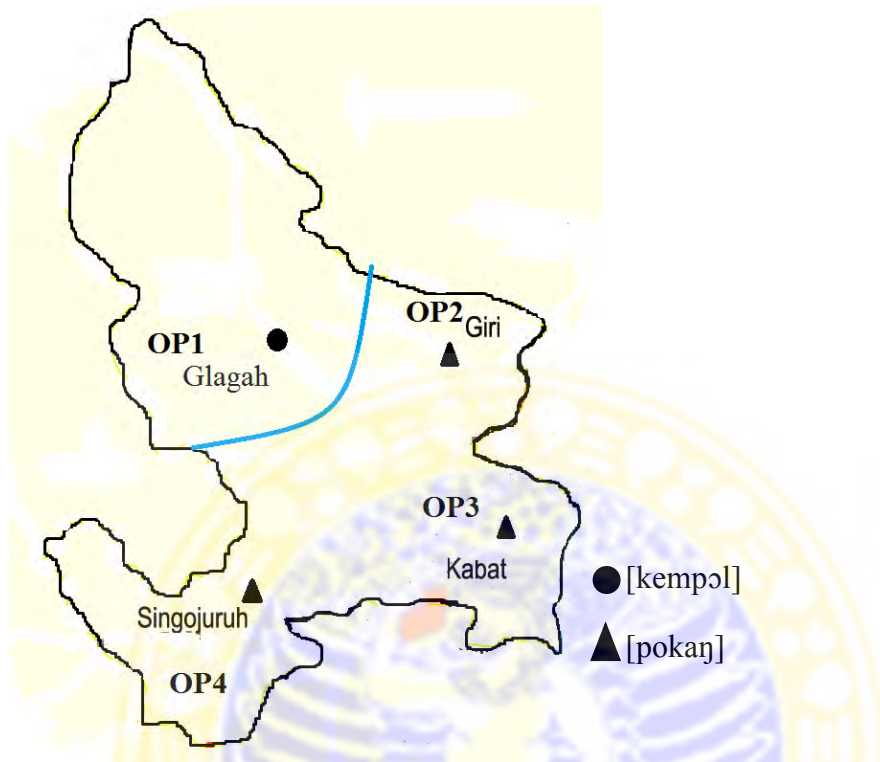 OP2
Giri
OP1
Glagah
OP3
Kabat
[kempɔl]
Singojuruh
[pokaŋ]
OP4